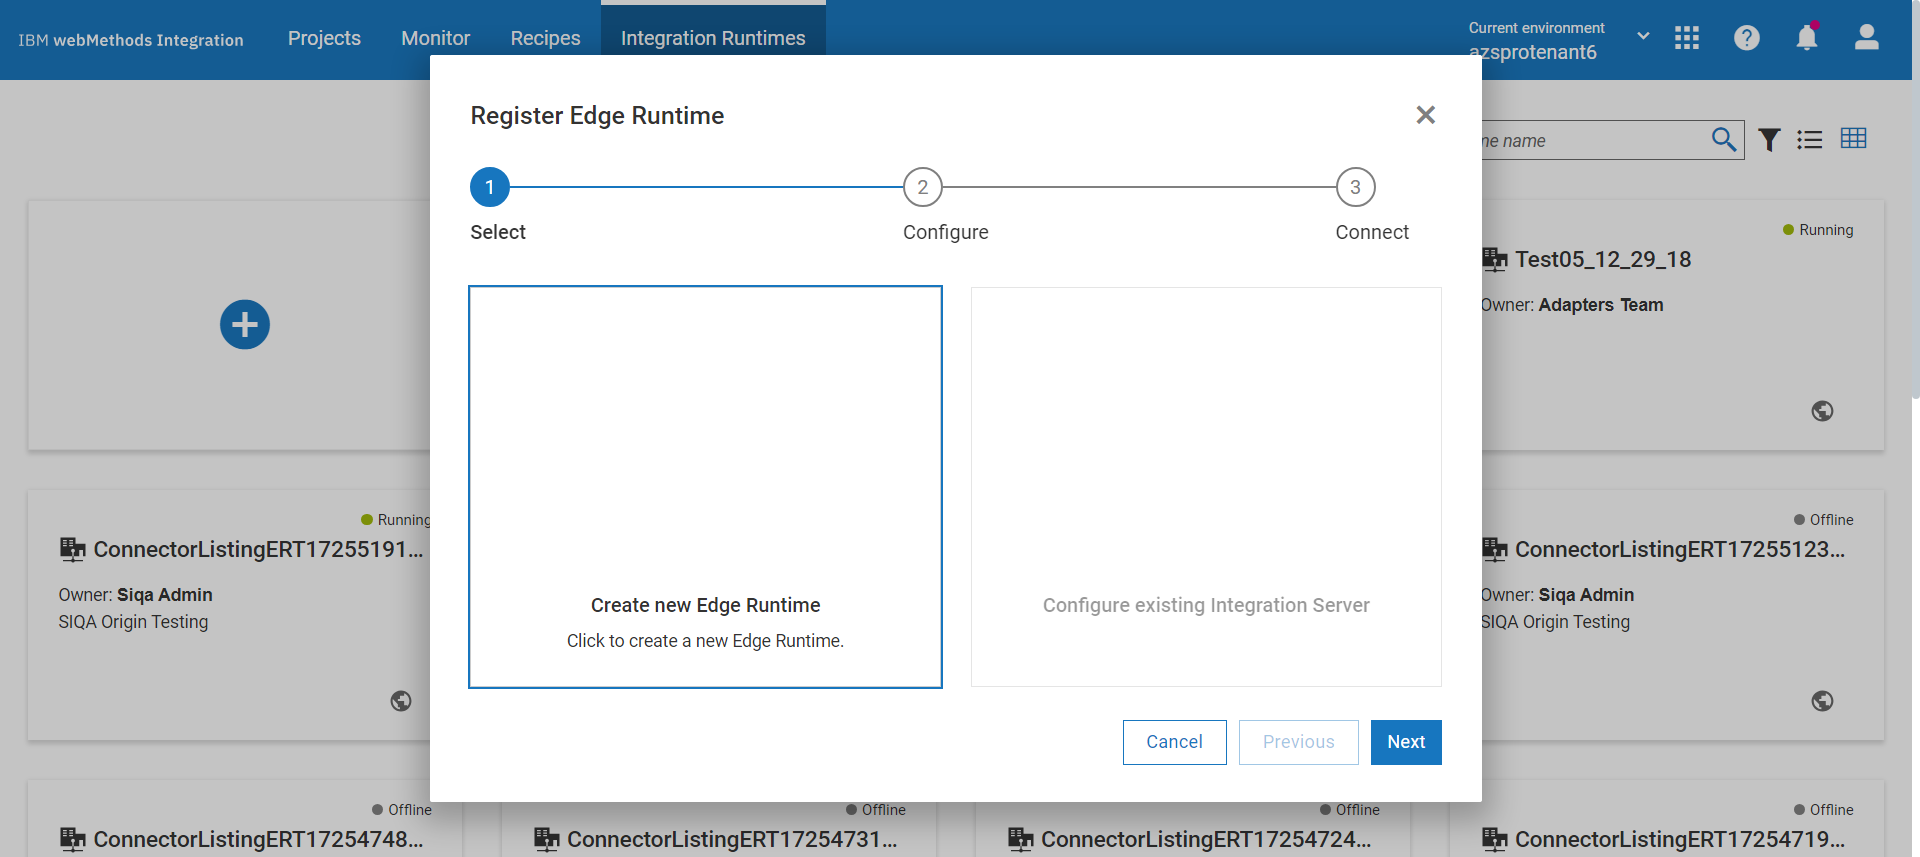 IBM webMethods Integration
Projects
Monitor
Recipes
Integration Runtimes
Current environment
azsprotenant6
Register Edge Runtime
1
2
3
Select
Configure
Connect
Create new Edge Runtime
Click to create a new Edge Runtime.
Configure existing Integration Server
Cancel
Previous
Next
name
Running
Test05_12_29_18
Owner: Adapters Team
Running
ConnectorListingERT17255191...
Owner: Siqa Admin
SIQA Origin Testing
Offline
ConnectorListingERT17255123...
Owner: Siqa Admin
SIQA Origin Testing
Offline
ConnectorListingERT17254748...
Offline
ConnectorListingERT17254731...
Offline
ConnectorListingERT17254724...
Offline
ConnectorListingERT17254719...